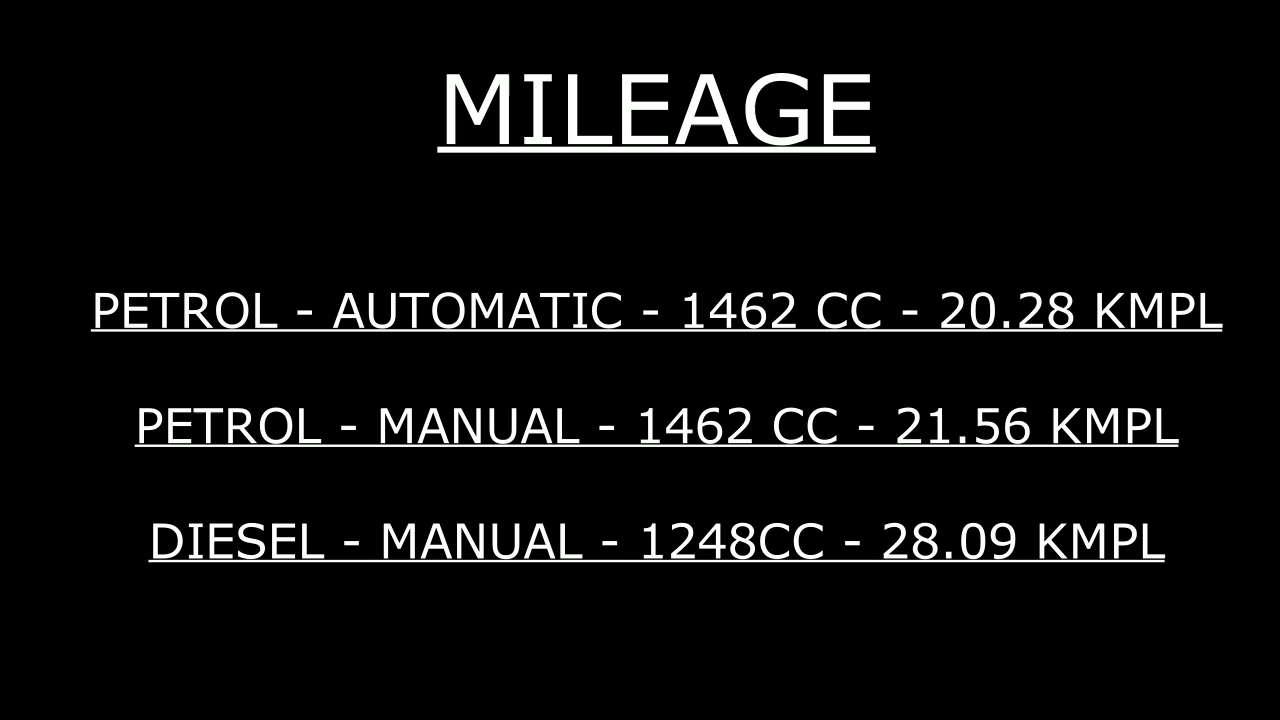 MILEAGE
PETROL - AUTOMATIC - 1462 CC - 20.28 KMPL
PETROL - MANUAL - 1462 CC - 21.56 KMPL
DIESEL - MANUAL - 1248CC - 28.09 KMPL